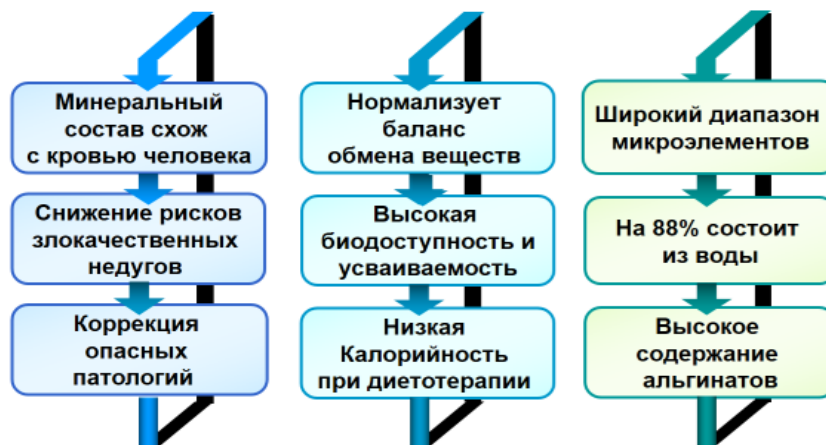 Минеральный
состав схож
с кровью человека
Снижение рисков
злокачественных
недугов
Коррекция
опасных
патологий
Нормализует
баланс
обмена веществ
Высокая
биодоступность и
усваиваемость
Низкая
Калорийность
при диетотерапии
Широкий диапазон
микроэлементов
На 88% состоит
из воды
Высокое
содержание
альгинатов